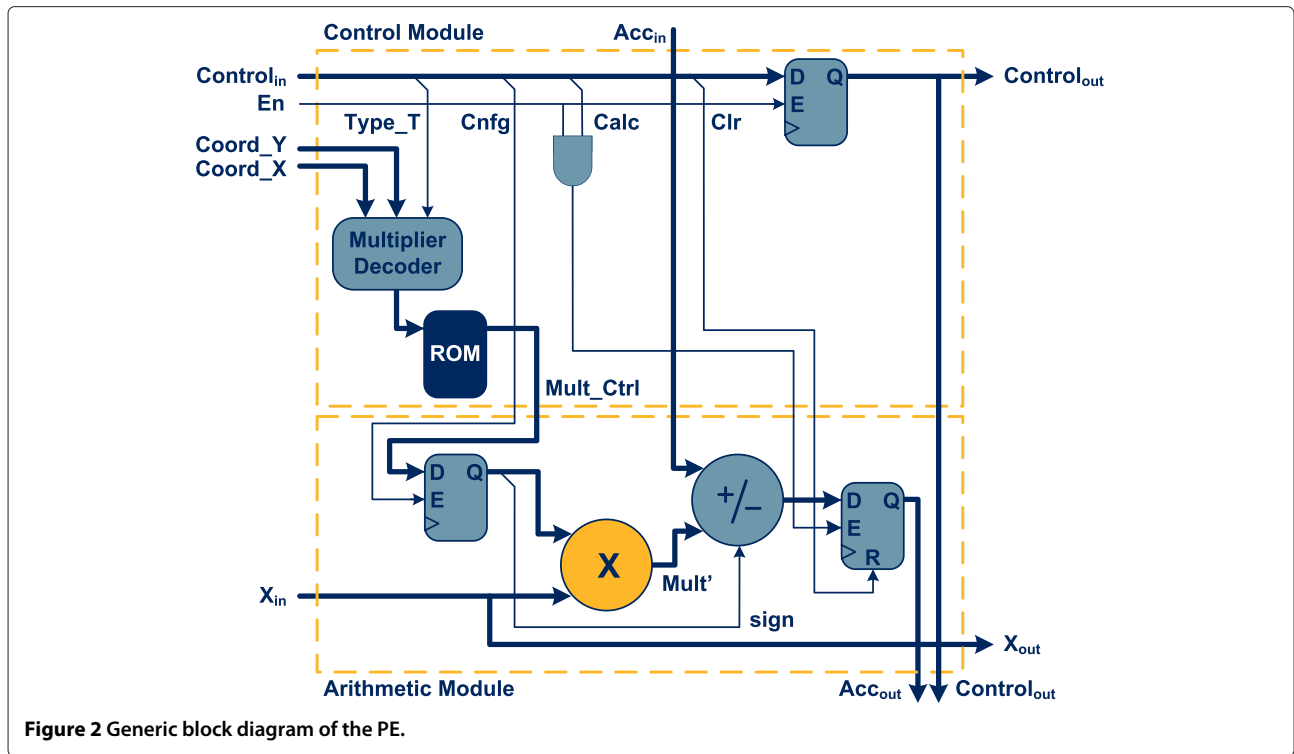 Control Module
Acc_in
Control_in
D Q
Control_out
En
E
Type_T
Cnfg
Calc
Clr
Coord_Y
Coord_X
Multiplier
Decoder
ROM
Mult_Ctrl
D Q
E
+/–
D Q
E
R
X
Mult’
X_in
sign
X_out
Arithmetic Module
Acc_out
Control_out
Figure 2 Generic block diagram of the PE.